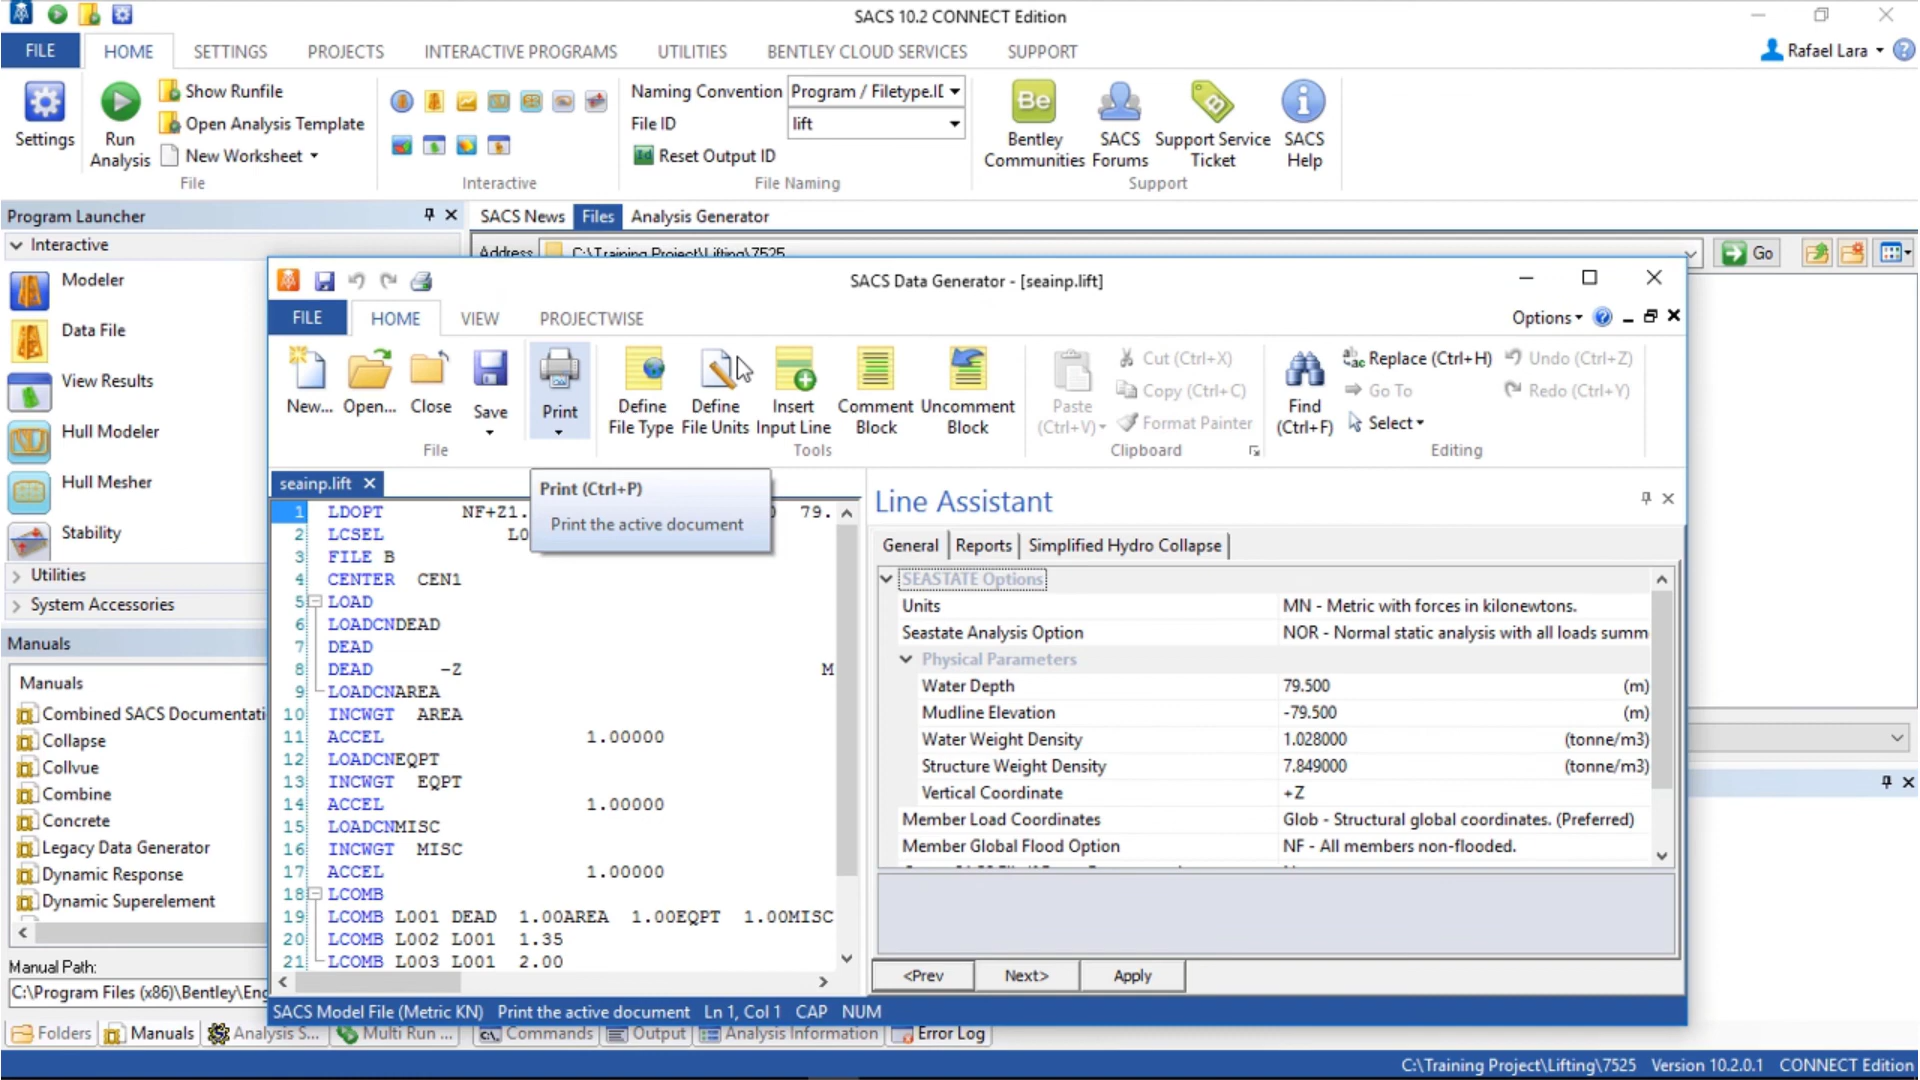 SACS 10.2 CONNECT Edition
FILE HOME SETTINGS PROJECTS INTERACTIVE PROGRAMS UTILITIES BENTLEY CLOUD SERVICES SUPPORT Rafael Lara
Settings
Run Analysis
Show Runfile
Open Analysis Template
New Worksheet
File
Interactive
Naming Convention Program / Filetype.IC
File ID lift
Id Reset Output ID
File Naming
Be
Bentley Communities
SACS Forums
Support Service Ticket
SACS Help
Support
Program Launcher
SACS News Files Analysis Generator
Interactive
Address C:\Training Project\Lifting\7525 Go
Modeler
Data File
View Results
Hull Modeler
Hull Mesher
Stability
Utilities
System Accessories
Manuals
Manuals
Combined SACS Documentati
Collapse
Collvue
Combine
Concrete
Legacy Data Generator
Dynamic Response
Dynamic Superelement
Manual Path:
C:\Program Files (x86)\Bentley\Eng
SACS Data Generator - [seainp.lift]
FILE HOME VIEW PROJECTWISE Options
New...
Open...
Close
Save
Print
File
Define File Type
Define File Units
Insert Input Line
Comment Block
Uncomment Block
Tools
Paste (Ctrl+V)
Cut (Ctrl+X)
Copy (Ctrl+C)
Format Painter
Clipboard
Find (Ctrl+F)
Replace (Ctrl+H)
Go To
Select
Undo (Ctrl+Z)
Redo (Ctrl+Y)
Editing
seainp.lift
Print (Ctrl+P)
Print the active document
1 LDOPT NF+Z1. 79.
2 LCSEL L0
3 FILE B
4 CENTER CEN1
5 LOAD
6 LOADCNDEAD
7 DEAD
8 DEAD -Z M
9 LOADCNAREA
10 INCWGT AREA
11 ACCEL 1.00000
12 LOADCNEQPT
13 INCWGT EQPT
14 ACCEL 1.00000
15 LOADCNMISC
16 INCWGT MISC
17 ACCEL 1.00000
18 LCOMB
19 LCOMB L001 DEAD 1.00AREA 1.00EQPT 1.00MISC
20 LCOMB L002 L001 1.35
21 LCOMB L003 L001 2.00
Line Assistant
General Reports Simplified Hydro Collapse
SEASTATE Options
Units MN - Metric with forces in kilonewtons.
Seastate Analysis Option NOR - Normal static analysis with all loads summ
Physical Parameters
Water Depth 79.500 (m)
Mudline Elevation -79.500 (m)
Water Weight Density 1.028000 (tonne/m3)
Structure Weight Density 7.849000 (tonne/m3)
Vertical Coordinate +Z
Member Load Coordinates Glob - Structural global coordinates. (Preferred)
Member Global Flood Option NF - All members non-flooded.
<Prev Next> Apply
SACS Model File (Metric KN) Print the active document Ln 1, Col 1 CAP NUM
Folders Manuals Analysis S... Multi Run ... Commands Output Analysis Information Error Log
C:\Training Project\Lifting\7525 Version 10.2.0.1 CONNECT Edition